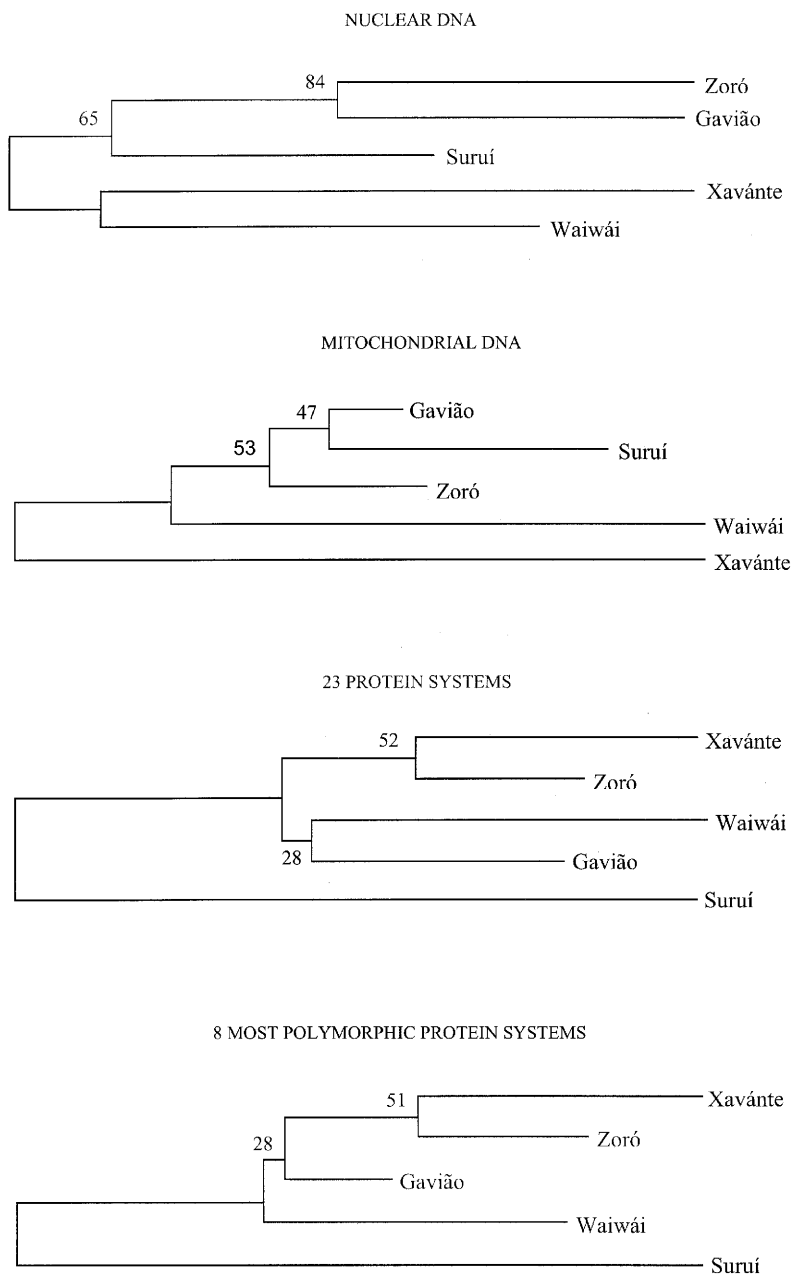 NUCLEAR DNA
84
Zoró
Gavião
65
Suruí
Xavánte
Waiwái
MITOCHONDRIAL DNA
47
Gavião
53
Suruí
Zoró
Waiwái
Xavánte
23 PROTEIN SYSTEMS
52
Xavánte
Zoró
Waiwái
28
Gavião
Suruí
8 MOST POLYMORPHIC PROTEIN SYSTEMS
51
Xavánte
Zoró
28
Gavião
Waiwái
Suruí